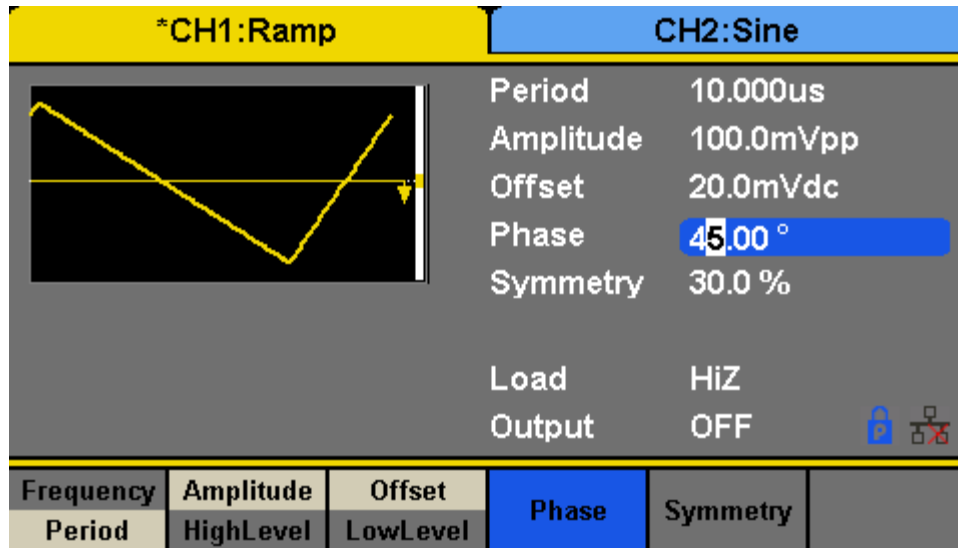 *CH1:Ramp CH2:Sine
Period 10.000us
Amplitude 100.0mVpp
Offset 20.0mVdc
Phase 45.00 °
Symmetry 30.0 %
Load HiZ
Output OFF
P
Frequency Amplitude Offset Phase Symmetry
Period HighLevel LowLevel